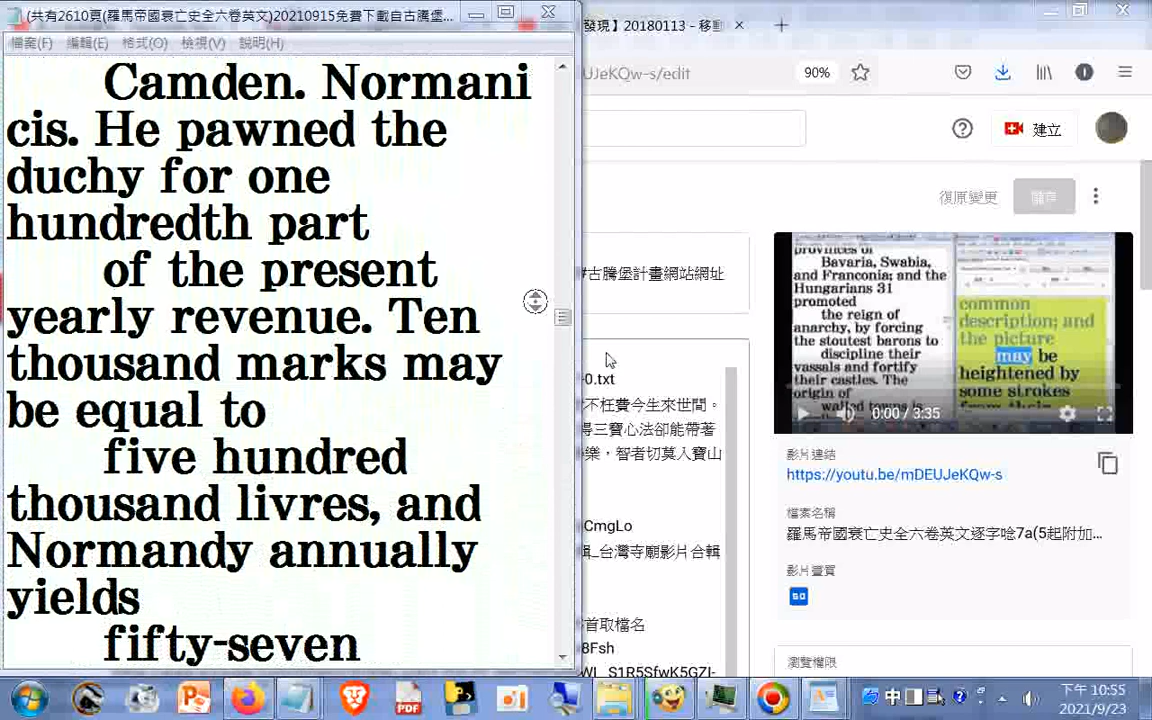 (共有2610頁(羅馬帝國衰亡史全六卷英文)20210915免費下載自古騰堡...
檔案(F) 編輯(E) 格式(O) 檢視(V) 說明(H)
Camden. Normani
cis. He pawned the
duchy for one
hundredth part
of the present
yearly revenue. Ten
thousand marks may
be equal to
five hundred
thousand livres, and
Normandy annually
yields
fifty-seven
發現】20180113 - 移動
JJeKQw-s/edit
90%
建立
復原變更
儲存
#古騰堡計畫網站網址
-0.txt
不枉費今生來世間。
得三寶心法卻能帶著
樂，智者切莫入寶山
CmgLo
輯_台灣寺廟影片合輯
首取檔名
8Fsh
WI_S1R5SfwK5GZI-
provinces of
Bavaria, Swabia,
and Franconia; and the
Hungarians 31
promoted
the reign of
anarchy, by forcing
the stoutest barons to
discipline their
vassals and fortify
their castles. The
origin of
walled towns is
common
description; and
the picture
may be
heightened by
some strokes
0:00 / 3:35
影片連結
https://youtu.be/mDEUJeKQw-s
檔案名稱
羅馬帝國衰亡史全六卷英文逐字唸7a(5起附加...
影片畫質
瀏覽權限
中
下午 10:55
2021/9/23